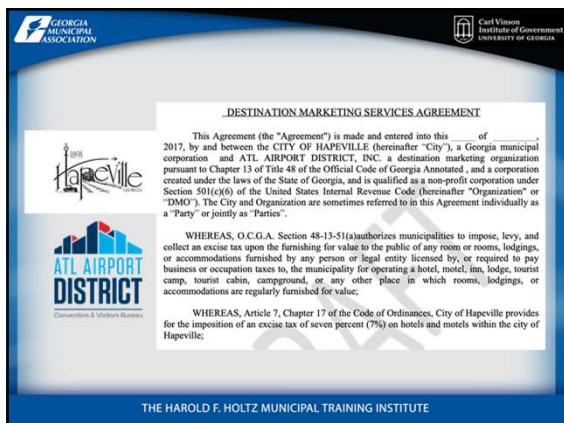 GEORGIA
MUNICIPAL
ASSOCIATION
Carl Vinson
Institute of Government
UNIVERSITY OF GEORGIA
DESTINATION MARKETING SERVICES AGREEMENT
This Agreement (the "Agreement") is made and entered into this _____ of _________,
2017, by and between the CITY OF HAPEVILLE (hereinafter "City"), a Georgia municipal
corporation and ATL AIRPORT DISTRICT, INC. a destination marketing organization
pursuant to Chapter 13 of Title 48 of the Official Code of Georgia Annotated , and a corporation
created under the laws of the State of Georgia, and is qualified as a non-profit corporation under
Section 501(c)(6) of the United States Internal Revenue Code (hereinafter "Organization" or
"DMO"). The City and Organization are sometimes referred to in this Agreement individually as
a "Party" or jointly as "Parties".
WHEREAS, O.C.G.A. Section 48-13-51(a)authorizes municipalities to impose, levy, and
collect an excise tax upon the furnishing for value to the public of any room or rooms, lodgings,
or accommodations furnished by any person or legal entity licensed by, or required to pay
business or occupation taxes to, the municipality for operating a hotel, motel, inn, lodge, tourist
camp, tourist cabin, campground, or any other place in which rooms, lodgings, or
accommodations are regularly furnished for value;
WHEREAS, Article 7, Chapter 17 of the Code of Ordinances, City of Hapeville provides
for the imposition of an excise tax of seven percent (7%) on hotels and motels within the city of
Hapeville;
1891
Hapeville
GEORGIA
ATL AIRPORT
DISTRICT
Convention & Visitors Bureau
DRAFT
THE HAROLD F. HOLTZ MUNICIPAL TRAINING INSTITUTE